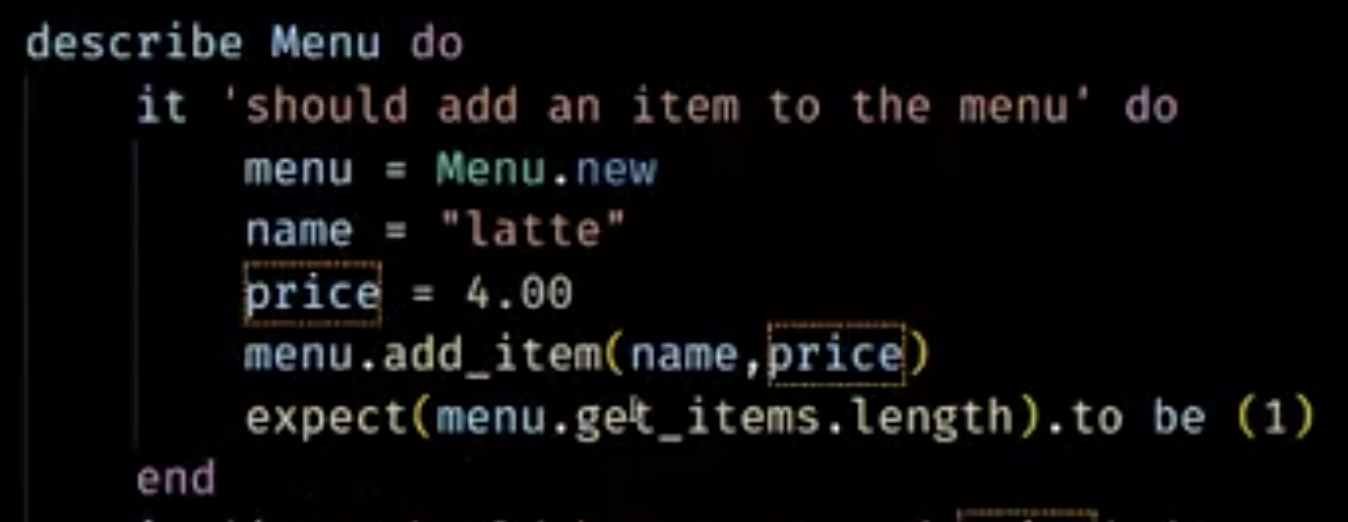 describe Menu do
it 'should add an item to the menu' do
menu = Menu.new
name = "latte"
price = 4.00
menu.add_item(name,price)
expect(menu.get_items.length).to be (1)
end